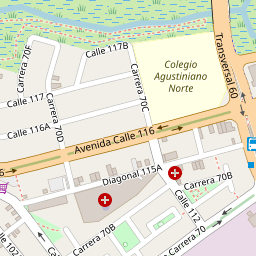 Calle 117B
Carrera 70F
Colegio
Agustiniano
Norte
Transversal 60
Calle 117
Carrera 70C
Calle 116A
Carrera 70D
Avenida Calle 116
Diagonal 115A
Carrera 70B
Calle 112
Carrera 70B
Carrera 70